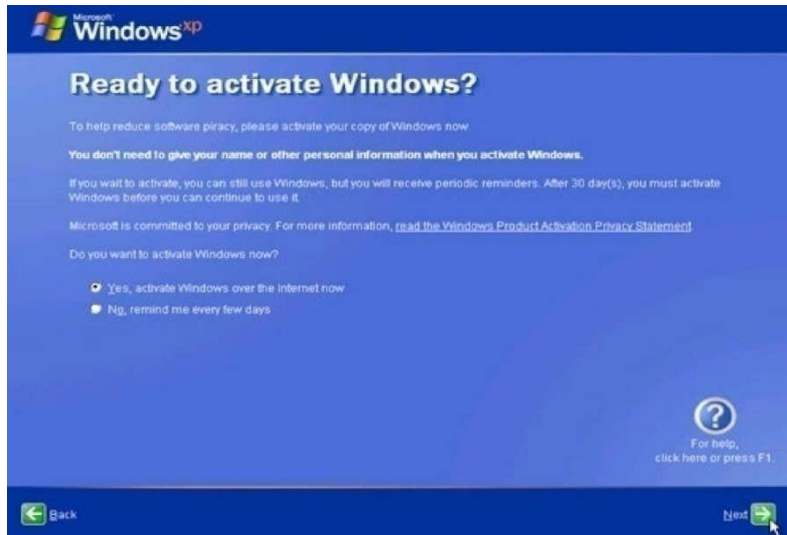 Microsoft
Windows xp
Ready to activate Windows?
To help reduce software piracy, please activate your copy of Windows now.
You don't need to give your name or other personal information when you activate Windows.
If you wait to activate, you can still use Windows, but you will receive periodic reminders. After 30 day(s), you must activate
Windows before you can continue to use it.
Microsoft is committed to your privacy. For more information, read the Windows Product Activation Privacy Statement.
Do you want to activate Windows now?
Yes, activate Windows over the Internet now
No, remind me every few days
For help,
click here or press F1.
Back
Next